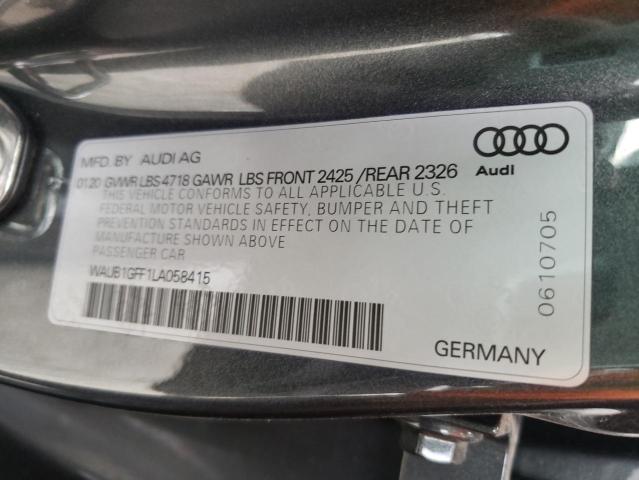 MFD. BY AUDI AG
01.20 GVWR LBS 4718 GAWR LBS FRONT 2425 /REAR 2326
THIS VEHICLE CONFORMS TO ALL APPLICABLE U.S.
FEDERAL MOTOR VEHICLE SAFETY, BUMPER AND THEFT
PREVENTION STANDARDS IN EFFECT ON THE DATE OF
MANUFACTURE SHOWN ABOVE
PASSENGER CAR
WAUB1GFF1LA058415
Audi
0610705
GERMANY